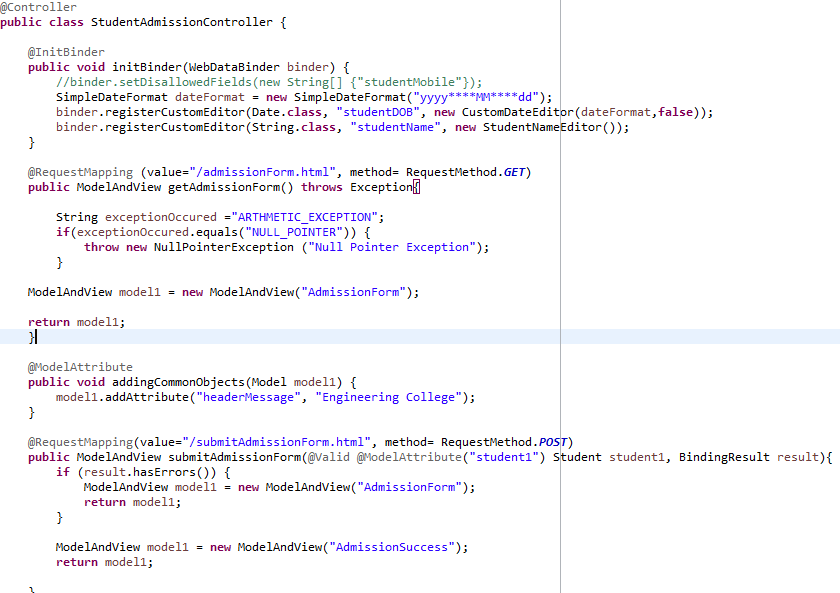 @Controller
public class StudentAdmissionController {
@InitBinder
public void initBinder(WebDataBinder binder) {
//binder.setDisallowedFields(new String[] {"studentMobile"});
SimpleDateFormat dateFormat = new SimpleDateFormat("yyyy****MM****dd");
binder.registerCustomEditor(Date.class, "studentDOB", new CustomDateEditor(dateFormat,false));
binder.registerCustomEditor(String.class, "studentName", new StudentNameEditor());
}
@RequestMapping (value="/admissionForm.html", method= RequestMethod.GET)
public ModelAndView getAdmissionForm() throws Exception{
String exceptionOccured ="ARTHMETIC_EXCEPTION";
if(exceptionOccured.equals("NULL_POINTER")) {
throw new NullPointerException ("Null Pointer Exception");
}
ModelAndView model1 = new ModelAndView("AdmissionForm");
return model1;
}
@ModelAttribute
public void addingCommonObjects(Model model1) {
model1.addAttribute("headerMessage", "Engineering College");
}
@RequestMapping(value="/submitAdmissionForm.html", method= RequestMethod.POST)
public ModelAndView submitAdmissionForm(@Valid @ModelAttribute("student1") Student student1, BindingResult result){
if (result.hasErrors()) {
ModelAndView model1 = new ModelAndView("AdmissionForm");
return model1;
}
ModelAndView model1 = new ModelAndView("AdmissionSuccess");
return model1;
}